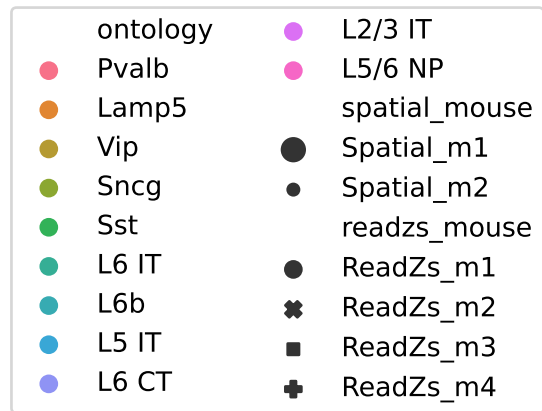 ontology
Pvalb
Lamp5
Vip
Sncg
Sst
L6 IT
L6b
L5 IT
L6 CT
L2/3 IT
L5/6 NP
spatial_mouse
Spatial_m1
Spatial_m2
readzs_mouse
ReadZs_m1
ReadZs_m2
ReadZs_m3
ReadZs_m4